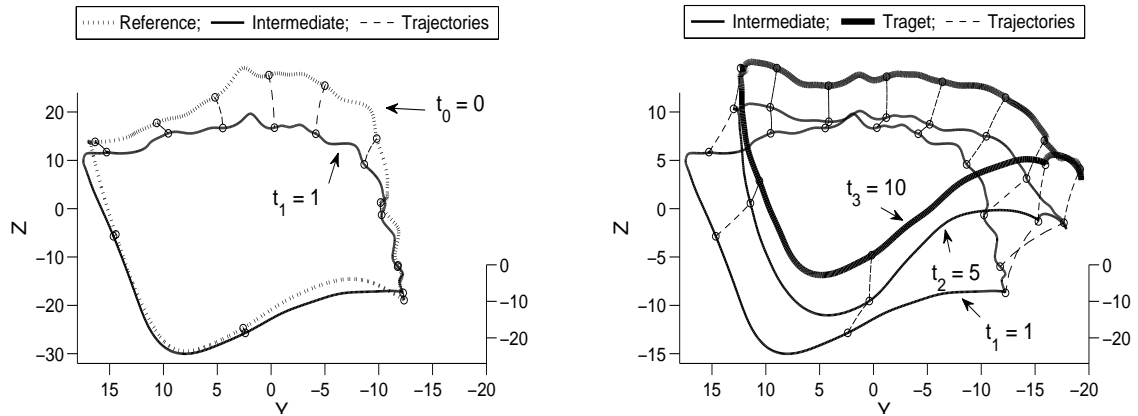 Reference; Intermediate; Trajectories
20
10
0
−10
−20
−30
Z
t0 = 0
t1 = 1
0
−10
−20
15 10 5 0 −5 −10 −15 −20
Y
Intermediate; Traget; Trajectories
10
5
0
−5
−10
−15
Z
t3 = 10
t2 = 5
t1 = 1
0
−10
−20
15 10 5 0 −5 −10 −15 −20
Y